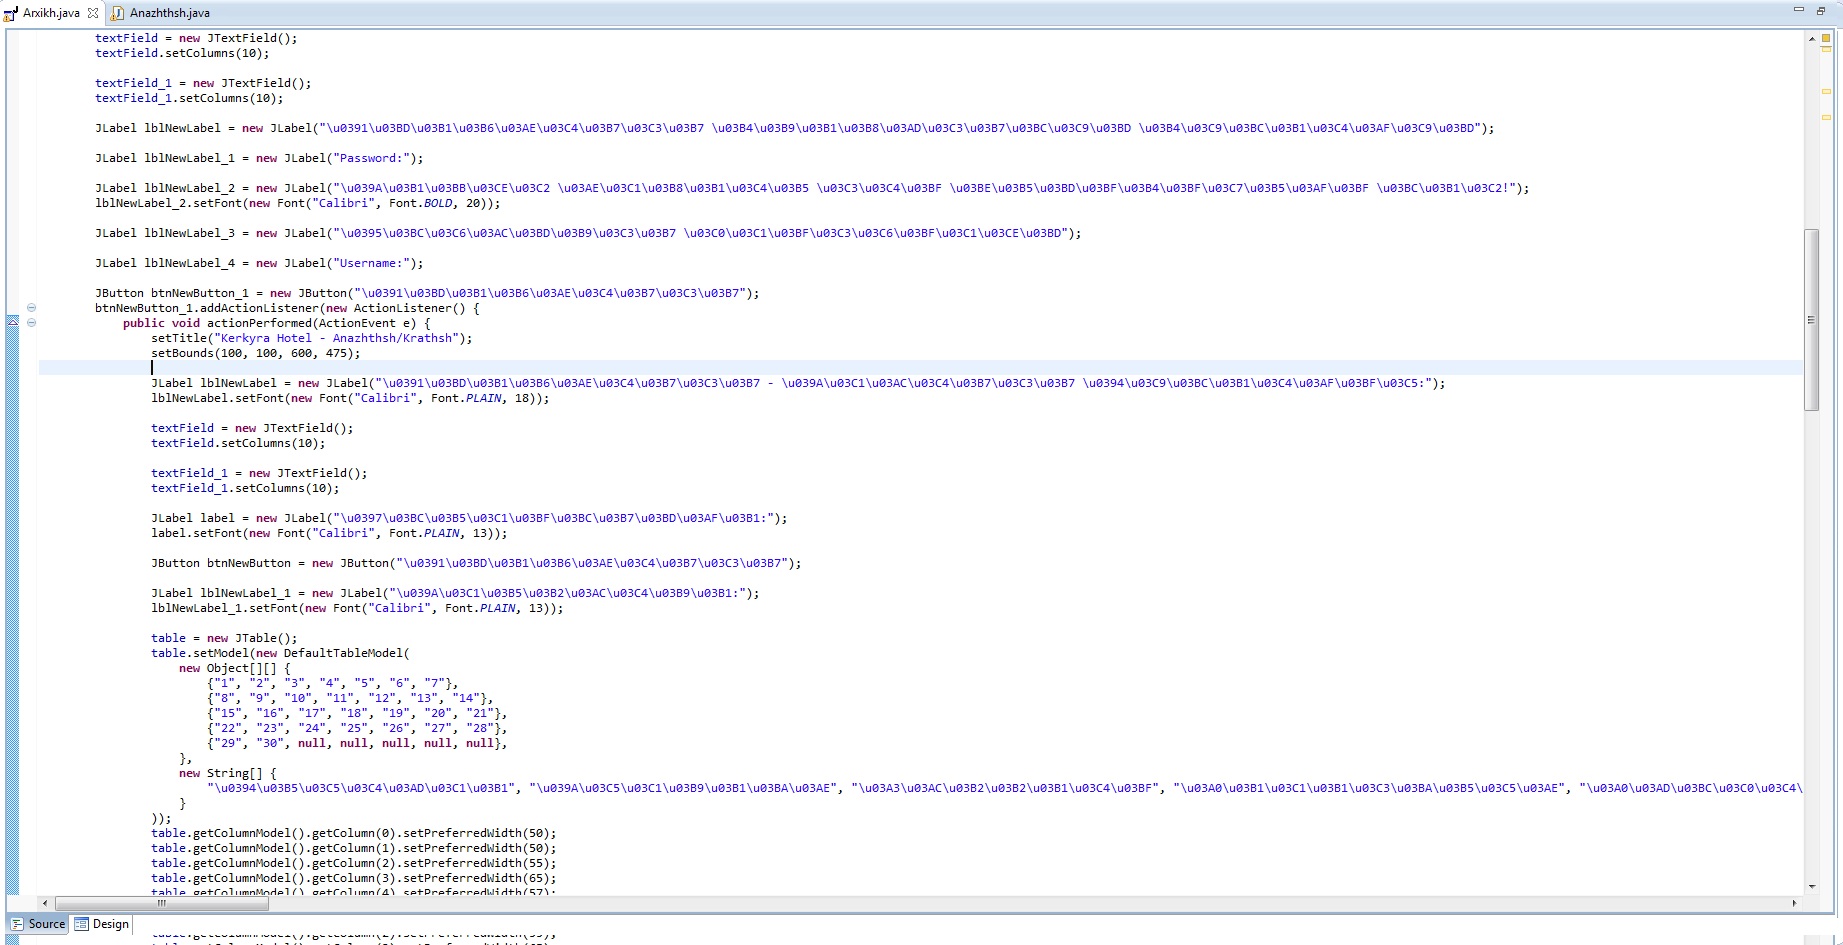 Arxikh.java Anazhthsh.java
textField = new JTextField();
textField.setColumns(10);
textField_1 = new JTextField();
textField_1.setColumns(10);
JLabel lblNewLabel = new JLabel("\u0391\u03BD\u03B1\u03B6\u03AE\u03C4\u03B7\u03C3\u03B7 \u03B4\u03B9\u03B1\u03B8\u03AD\u03C3\u03B7\u03BC\u03C9\u03BD \u03B4\u03C9\u03BC\u03B1\u03C4\u03AF\u03C9\u03BD");
JLabel lblNewLabel_1 = new JLabel("Password:");
JLabel lblNewLabel_2 = new JLabel("\u039A\u03B1\u03BB\u03CE\u03C2 \u03AE\u03C1\u03B8\u03B1\u03C4\u03B5 \u03C3\u03C4\u03BF \u03BE\u03B5\u03BD\u03BF\u03B4\u03BF\u03C7\u03B5\u03AF\u03BF \u03BC\u03B1\u03C2!");
lblNewLabel_2.setFont(new Font("Calibri", Font.BOLD, 20));
JLabel lblNewLabel_3 = new JLabel("\u0395\u03BC\u03C6\u03AC\u03BD\u03B9\u03C3\u03B7 \u03C0\u03C1\u03BF\u03C3\u03C6\u03BF\u03C1\u03CE\u03BD");
JLabel lblNewLabel_4 = new JLabel("Username:");
JButton btnNewButton_1 = new JButton("\u0391\u03BD\u03B1\u03B6\u03AE\u03C4\u03B7\u03C3\u03B7");
btnNewButton_1.addActionListener(new ActionListener() {
public void actionPerformed(ActionEvent e) {
setTitle("Kerkyra Hotel - Anazhthsh/Krathsh");
setBounds(100, 100, 600, 475);
JLabel lblNewLabel = new JLabel("\u0391\u03BD\u03B1\u03B6\u03AE\u03C4\u03B7\u03C3\u03B7 - \u039A\u03C1\u03AC\u03C4\u03B7\u03C3\u03B7 \u0394\u03C9\u03BC\u03B1\u03C4\u03AF\u03BF\u03C5:");
lblNewLabel.setFont(new Font("Calibri", Font.PLAIN, 18));
textField = new JTextField();
textField.setColumns(10);
textField_1 = new JTextField();
textField_1.setColumns(10);
JLabel label = new JLabel("\u0397\u03BC\u03B5\u03C1\u03BF\u03BC\u03B7\u03BD\u03AF\u03B1:");
label.setFont(new Font("Calibri", Font.PLAIN, 13));
JButton btnNewButton = new JButton("\u0391\u03BD\u03B1\u03B6\u03AE\u03C4\u03B7\u03C3\u03B7");
JLabel lblNewLabel_1 = new JLabel("\u039A\u03C1\u03B5\u03B2\u03AC\u03C4\u03B9\u03B1:");
lblNewLabel_1.setFont(new Font("Calibri", Font.PLAIN, 13));
table = new JTable();
table.setModel(new DefaultTableModel(
new Object[][] {
{"1", "2", "3", "4", "5", "6", "7"},
{"8", "9", "10", "11", "12", "13", "14"},
{"15", "16", "17", "18", "19", "20", "21"},
{"22", "23", "24", "25", "26", "27", "28"},
{"29", "30", null, null, null, null, null},
},
new String[] {
"\u0394\u03B5\u03C5\u03C4\u03AD\u03C1\u03B1", "\u039A\u03C5\u03C1\u03B9\u03B1\u03BA\u03AE", "\u03A3\u03AC\u03B2\u03B2\u03B1\u03C4\u03BF", "\u03A0\u03B1\u03C1\u03B1\u03C3\u03BA\u03B5\u03C5\u03AE", "\u03A0\u03AD\u03BC\u03C0\u03C4\
}
));
table.getColumnModel().getColumn(0).setPreferredWidth(50);
table.getColumnModel().getColumn(1).setPreferredWidth(50);
table.getColumnModel().getColumn(2).setPreferredWidth(55);
table.getColumnModel().getColumn(3).setPreferredWidth(65);
table.getColumnModel().getColumn(4).setPreferredWidth(57);
Source Design